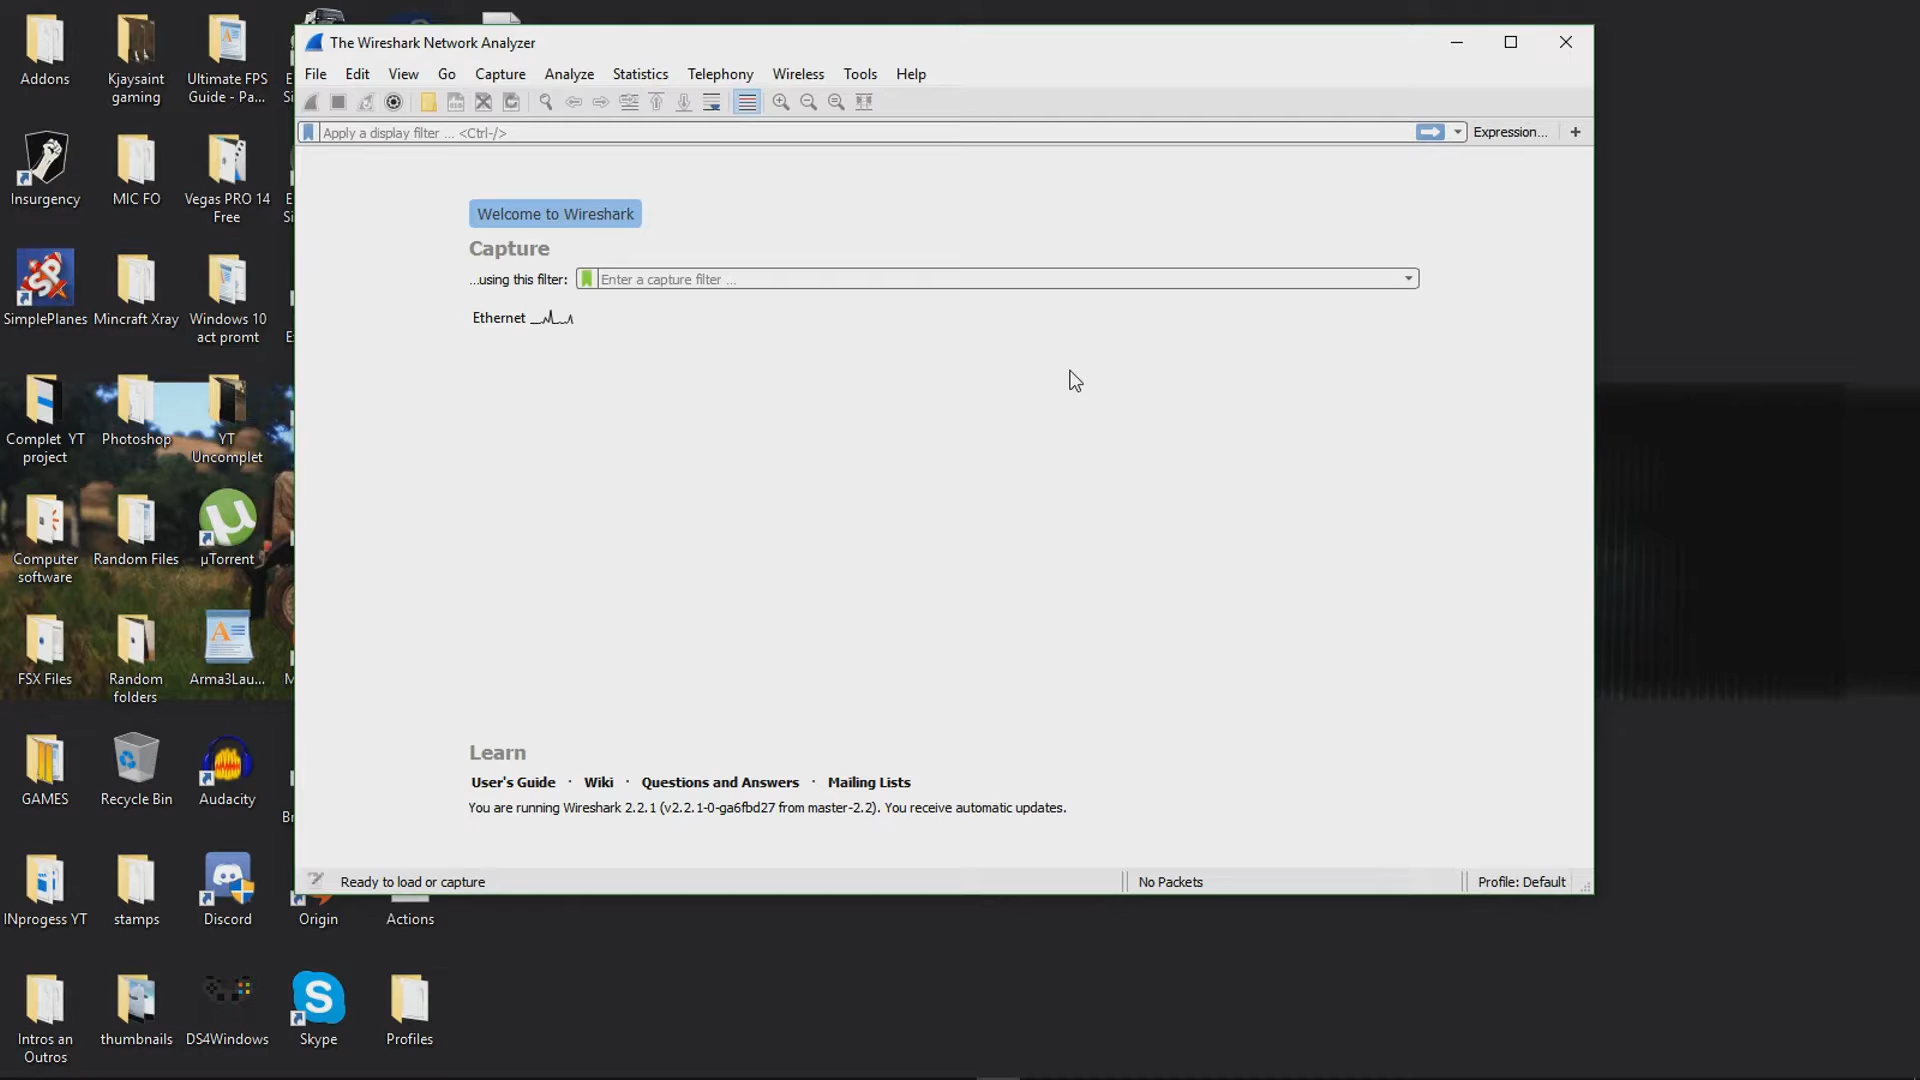 The Wireshark Network Analyzer
File Edit View Go Capture Analyze Statistics Telephony Wireless Tools Help
Apply a display filter ... <Ctrl-/>
Expression...
Welcome to Wireshark
Capture
...using this filter:
Enter a capture filter ...
Ethernet
Learn
User's Guide · Wiki · Questions and Answers · Mailing Lists
You are running Wireshark 2.2.1 (v2.2.1-0-ga6fbd27 from master-2.2). You receive automatic updates.
Ready to load or capture
No Packets
Profile: Default
Addons
Kjaysaint
gaming
Ultimate FPS
Guide - Pa...
Insurgency
MIC FO
Vegas PRO 14
Free
SimplePlanes
Mincraft Xray
Windows 10
act promt
Complet YT
project
Photoshop
YT
Uncomplet
Computer
software
Random Files
µTorrent
FSX Files
Random
folders
Arma3Lau...
GAMES
Recycle Bin
Audacity
INprogess YT
stamps
Discord
Origin
Actions
Intros an
Outros
thumbnails
DS4Windows
Skype
Profiles